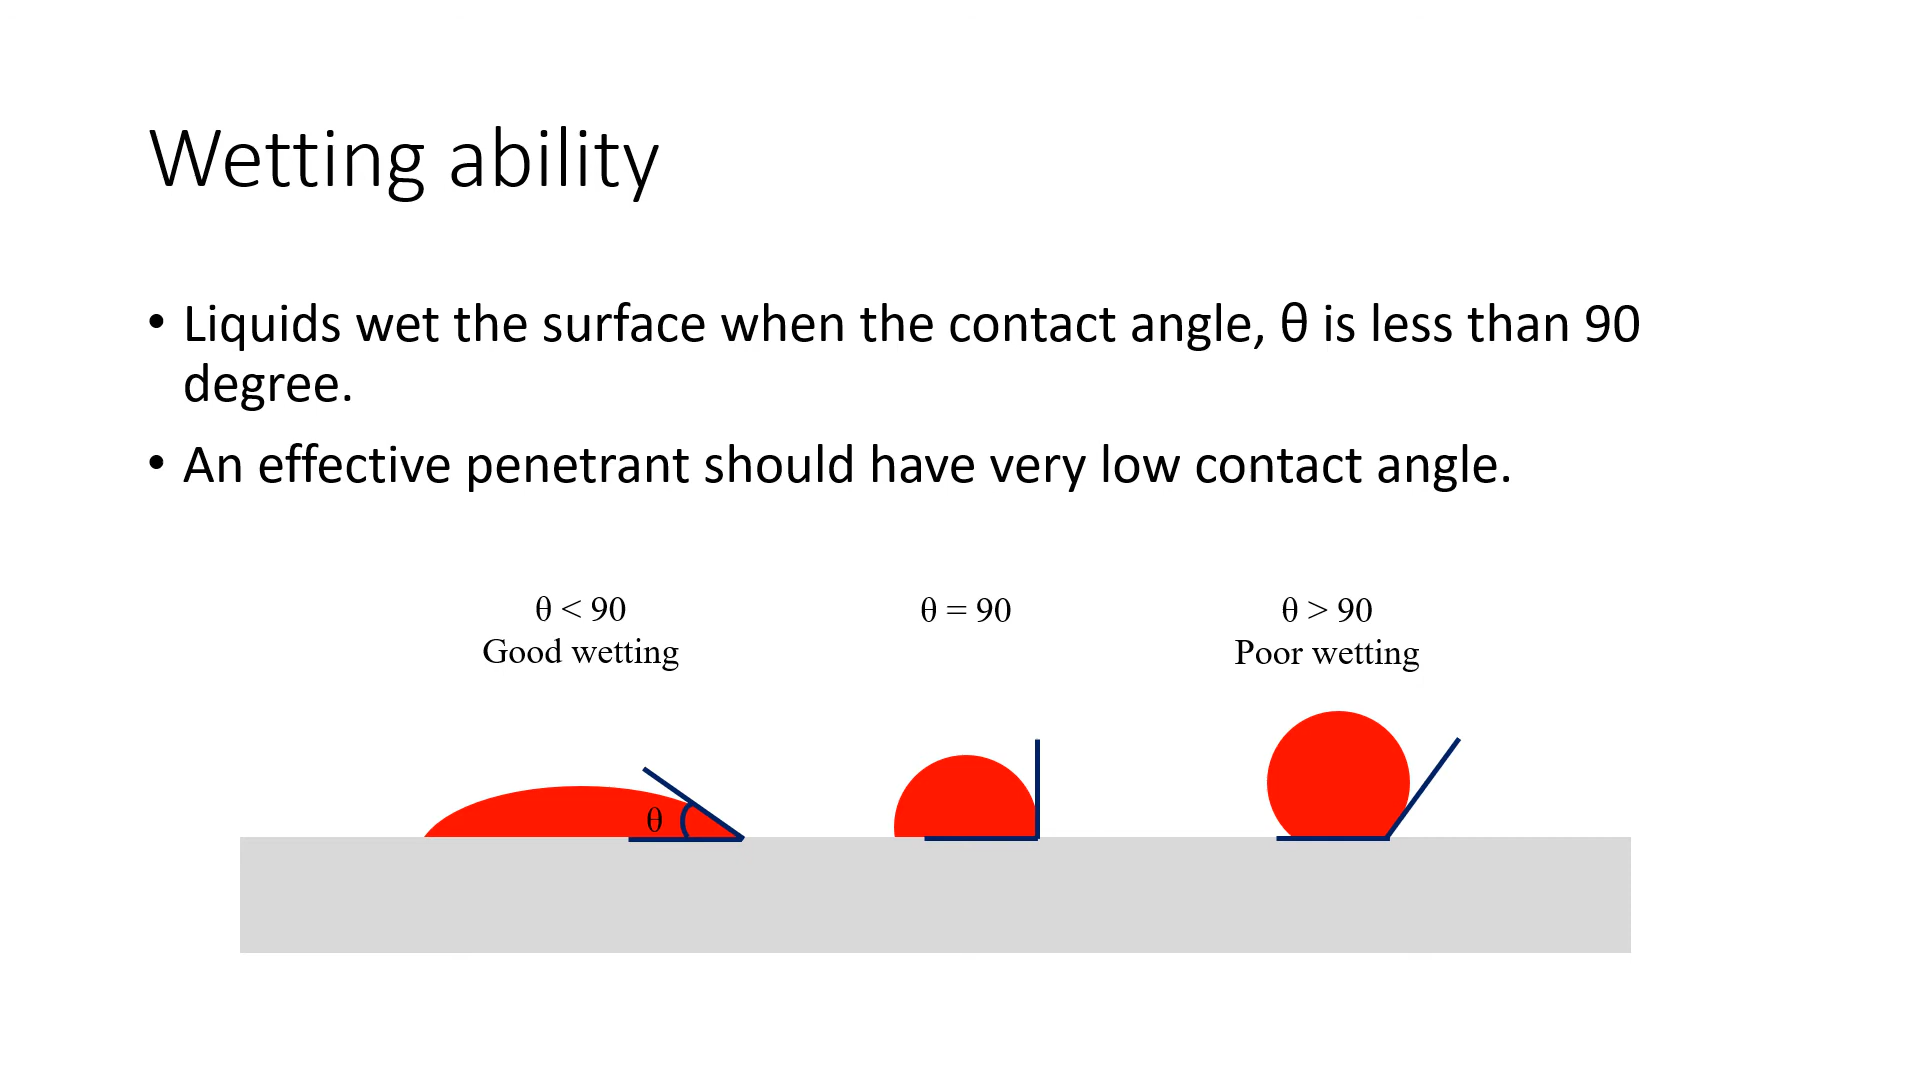 Wetting ability
• Liquids wet the surface when the contact angle, θ is less than 90
degree.
• An effective penetrant should have very low contact angle.
θ < 90
Good wetting
θ = 90
θ > 90
Poor wetting
θ